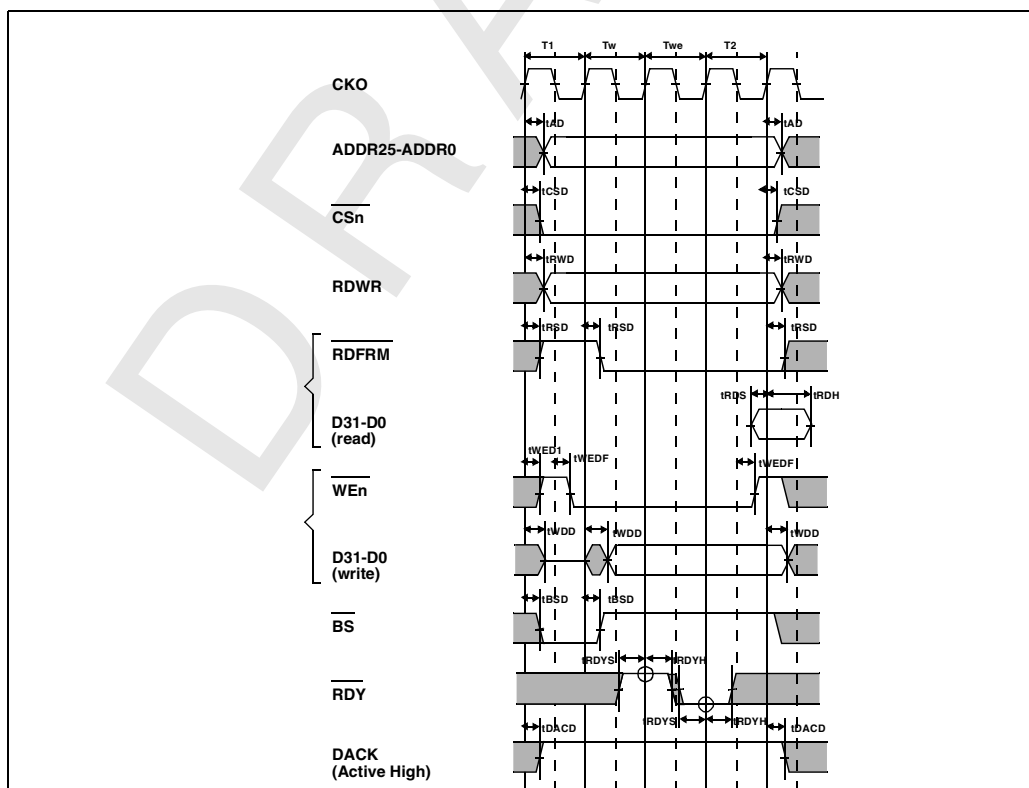 T1 Tw Twe T2
CKO
tAD tAD
ADDR25-ADDR0
tCSD tCSD
CSn
tRWD tRWD
RDWR
tRSD tRSD tRSD
RDFRM
tRDS tRDH
D31-D0
(read)
tWED1 tWEDF tWEDF
WEn
tWDD tWDD tWDD
D31-D0
(write)
tBSD tBSD
BS
tRDYS tRDYH
RDY
tRDYS tRDYH
tDACD tDACD
DACK
(Active High)
DRA